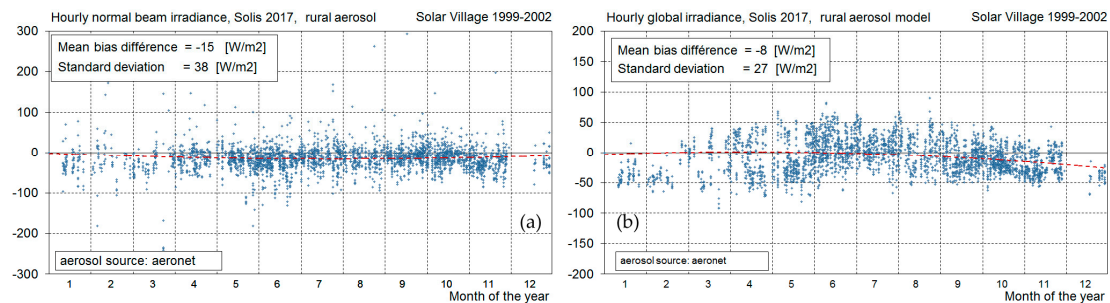 Hourly normal beam irradiance, Solis 2017, rural aerosol Solar Village 1999-2002
300
Mean bias différence = -15 [W/m2]
Standard deviation = 38 [W/m2]
200
100
0
-100
-200
(a)
aerosol source: aeronet
-300
1 2 3 4 5 6 7 8 9 10 11 12
Month of the year
Hourly global irradiance, Solis 2017, rural aerosol model Solar Village 1999-2002
200
Mean bias différence = -8 [W/m2]
Standard deviation = 27 [W/m2]
150
100
50
0
-50
-100
(b)
-150
aerosol source: aeronet
-200
1 2 3 4 5 6 7 8 9 10 11 12
Month of the year